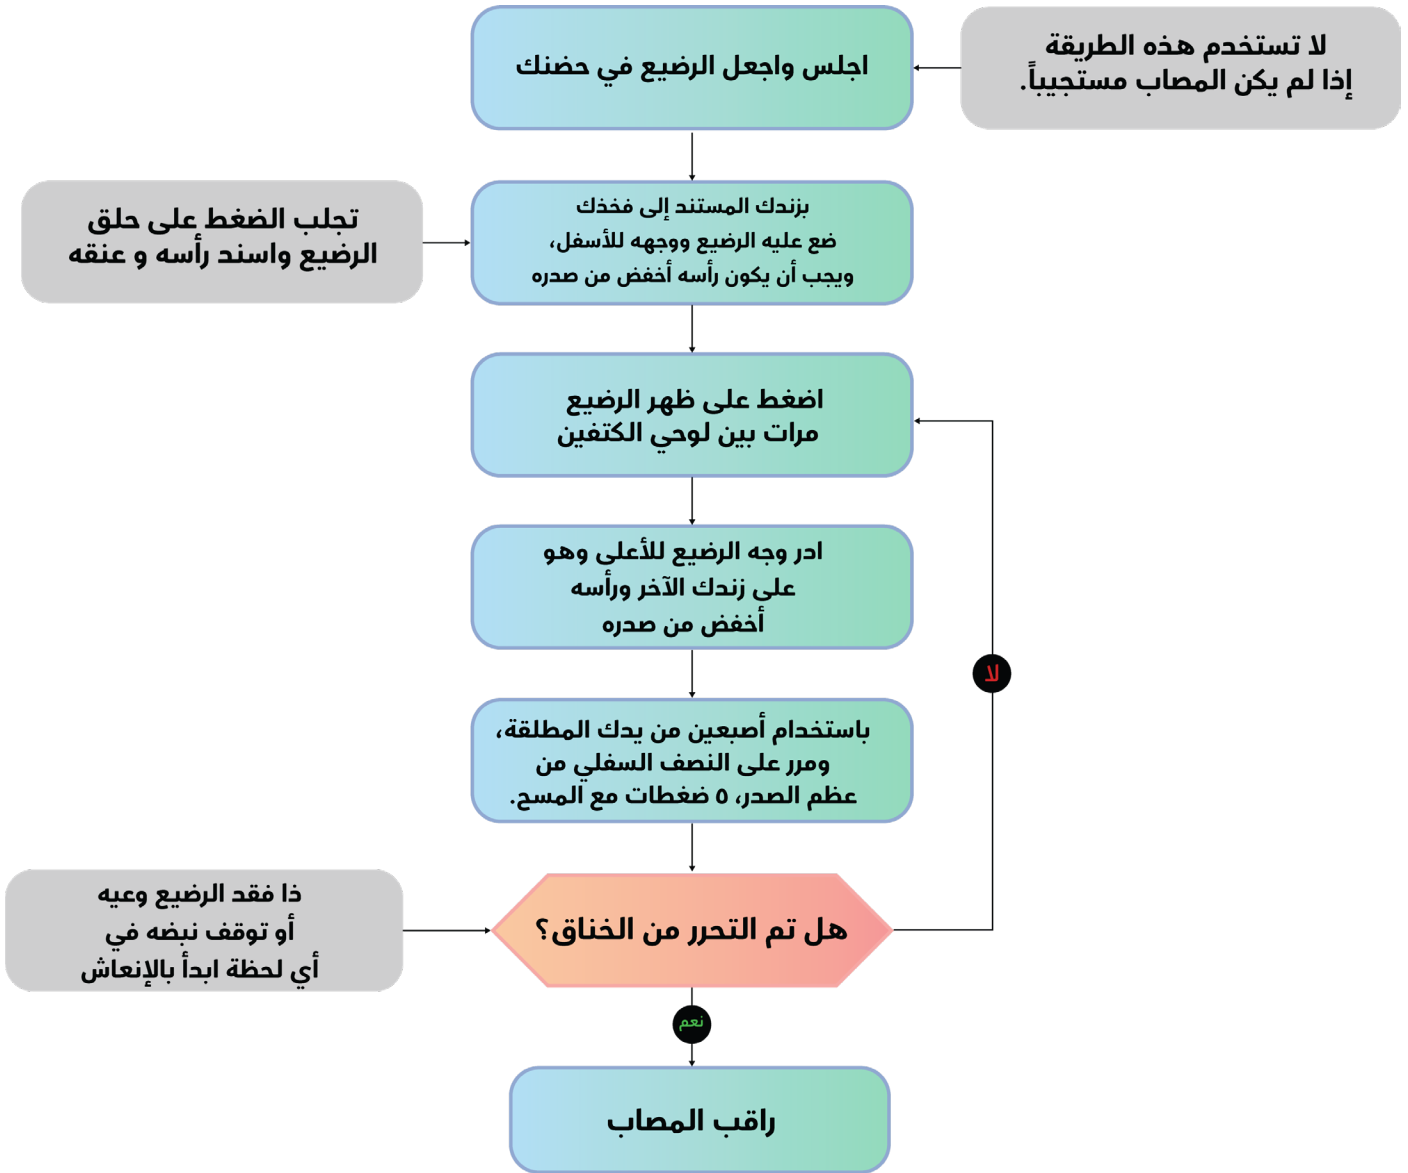 لا تستخدم هذه الطريقة
إذا لم يكن المصاب مستجيباً.
اجلس واجعل الرضيع في حضنك
بزندك المستند إلى فخذك
ضع عليه الرضيع ووجهه للأسفل،
ويجب أن يكون رأسه أخفض من صدره
تجلب الضغط على حلق
الرضيع واسند رأسه و عنقه
اضغط على ظهر الرضيع
مرات بين لوحي الكتفين
ادر وجه الرضيع للأعلى وهو
على زندك الآخر ورأسه
أخفض من صدره
لا
باستخدام أصبعين من يدك المطلقة،
ومرر على النصف السفلي من
عظم الصدر، ٥ ضغطات مع المسح.
هل تم التحرر من الخناق؟
ذا فقد الرضيع وعيه
أو توقف نبضه في
أي لحظة ابدأ بالإنعاش
نعم
راقب المصاب